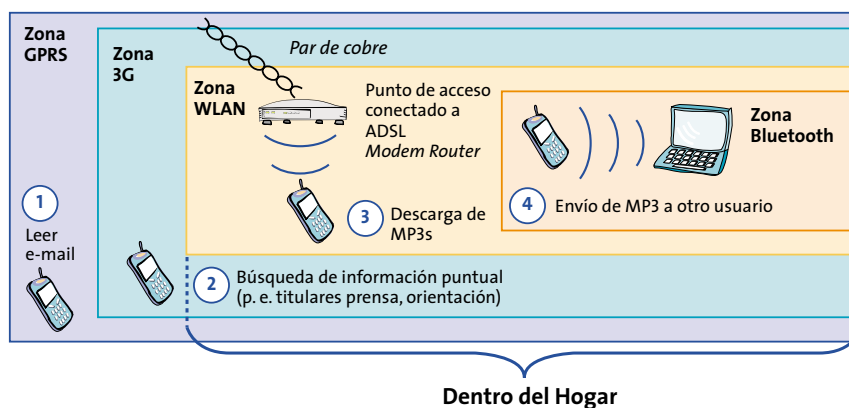 Zona
GPRS
Zona
3G
Par de cobre
Zona
WLAN
Punto de acceso
conectado a
ADSL
Modem Router
Zona
Bluetooth
1
Leer
e-mail
3
Descarga de
MP3s
4
Envío de MP3 a otro usuario
2
Búsqueda de información puntual
(p. e. titulares prensa, orientación)
Dentro del Hogar